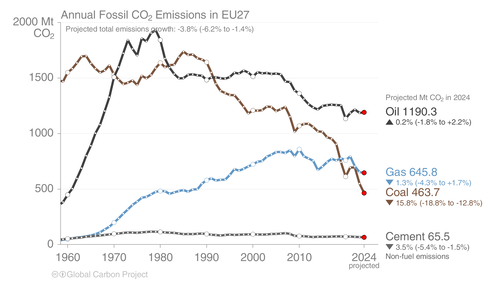 Annual Fossil CO₂ Emissions in EU27
Projected total emissions growth: -3.8% (-6.2% to -1.4%)
2000 Mt
CO₂
1500
1000
500
0
1960
1970
1980
1990
2000
2010
2024
projected
Projected Mt CO₂ in 2024
Oil 1190.3
▲ 0.2% (-1.8% to +2.2%)
Gas 645.8
▼ 1.3% (-4.3% to +1.7%)
Coal 463.7
▼ 15.8% (-18.8% to -12.8%)
Cement 65.5
▼ 3.5% (-5.4% to -1.5%)
Non-fuel emissions
Global Carbon Project